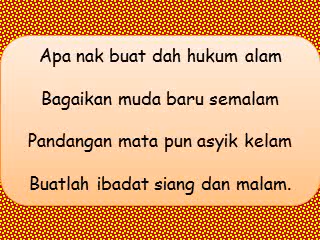 Apa nak buat dah hukum alam
Bagaikan muda baru semalam
Pandangan mata pun asyik kelam
Buatlah ibadat siang dan malam.